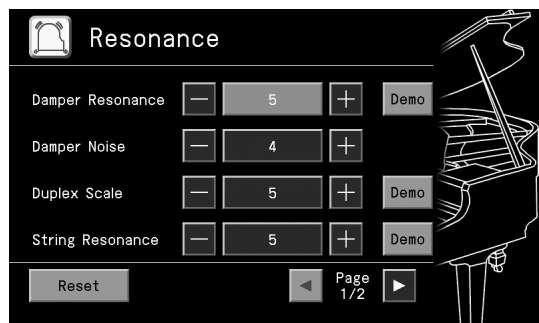 Resonance
Damper Resonance − 5 + Demo
Damper Noise − 4 +
Duplex Scale − 5 + Demo
String Resonance − 5 + Demo
Reset ◀ Page 1/2 ▶